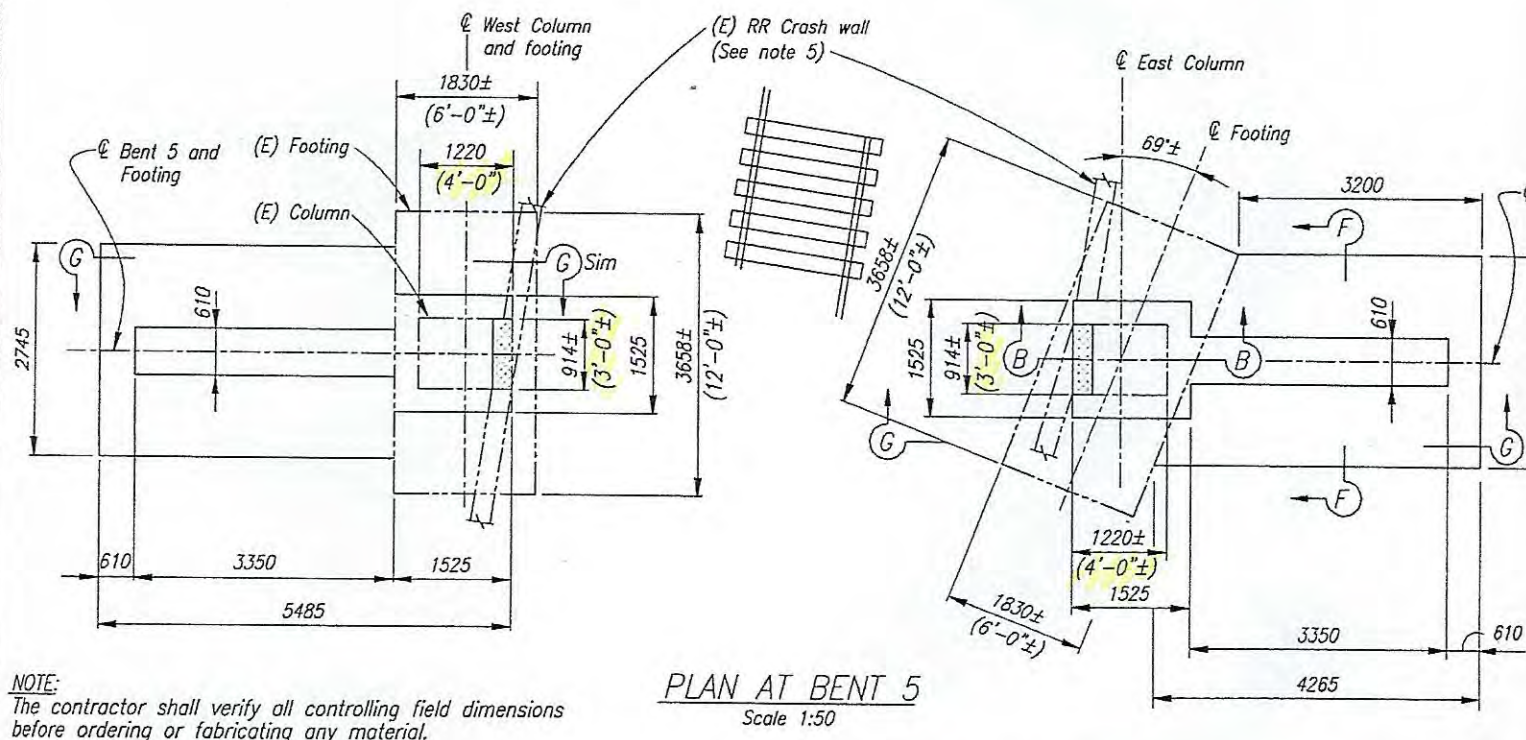 ℄ West Column
and footing
1830±
(6'-0"±)
(E) RR Crash wall
(See note 5)
℄ East Column
℄ Footing
69°±
3200
℄ Bent 5 and
Footing
(E) Footing
1220
(4'-0")
(E) Column
G
G Sim
F
3658±
(12'-0"±)
2745
610
914±
(3'-0"±)
1525
3658±
(12'-0"±)
1525
914±
(3'-0"±)
B
B
610
G
G
F
610
3350
1525
5485
1220±
(4'-0"±)
1525
1830±
(6'-0"±)
3350
610
4265
NOTE:
The contractor shall verify all controlling field dimensions
before ordering or fabricating any material.
PLAN AT BENT 5
Scale 1:50